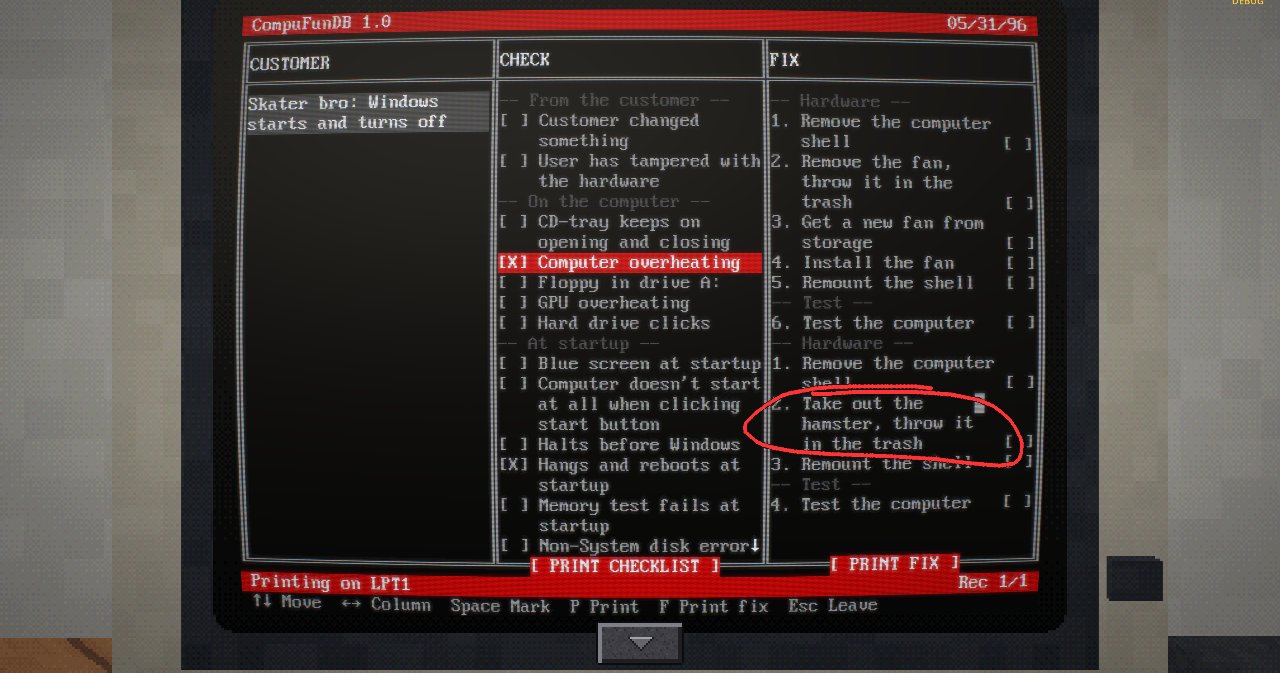 DEBUG
CompuFunDB 1.0
05/31/96
CUSTOMER
Skater bro: Windows
starts and turns off
CHECK
-- From the customer --
[ ] Customer changed
something
[ ] User has tampered with
the hardware
-- On the computer --
[ ] CD-tray keeps on
opening and closing
[X] Computer overheating
[ ] Floppy in drive A:
[ ] GPU overheating
[ ] Hard drive clicks
-- At startup --
[ ] Blue screen at startup
[ ] Computer doesn't start
at all when clicking
start button
[ ] Halts before Windows
[X] Hangs and reboots at
startup
[ ] Memory test fails at
startup
[ ] Non-System disk error↓
[ PRINT CHECKLIST ]
FIX
-- Hardware --
1. Remove the computer
shell [ ]
2. Remove the fan,
throw it in the
trash [ ]
3. Get a new fan from
storage [ ]
4. Install the fan [ ]
5. Remount the shell [ ]
-- Test --
6. Test the computer [ ]
-- Hardware --
1. Remove the computer
shell [ ]
2. Take out the
hamster, throw it
in the trash [ ]
3. Remount the shell [ ]
-- Test --
4. Test the computer [ ]
[ PRINT FIX ]
Printing on LPT1
Rec 1/1
↑↓ Move ↔ Column Space Mark P Print F Print fix Esc Leave